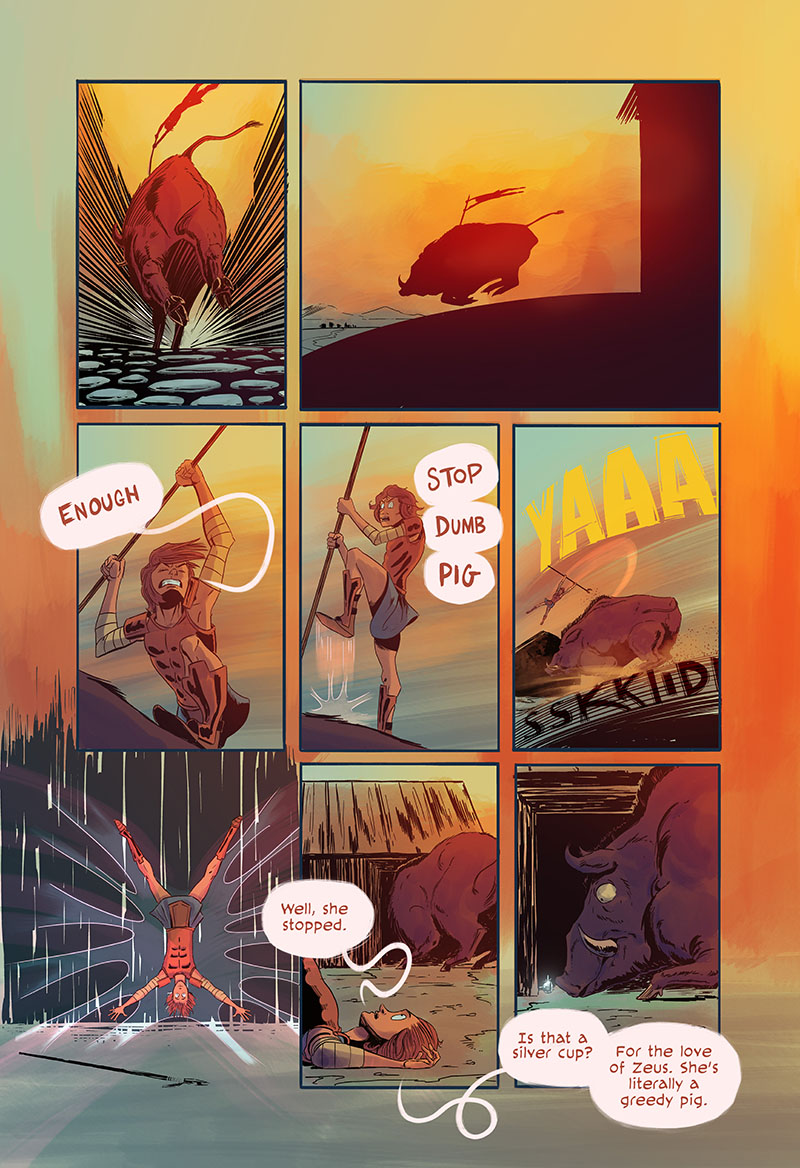 ENOUGH
STOP
DUMB
PIG
YAAA
SSKKIIDD
Well, she
stopped.
Is that a
silver cup?
For the love
of Zeus. She's
literally a
greedy pig.